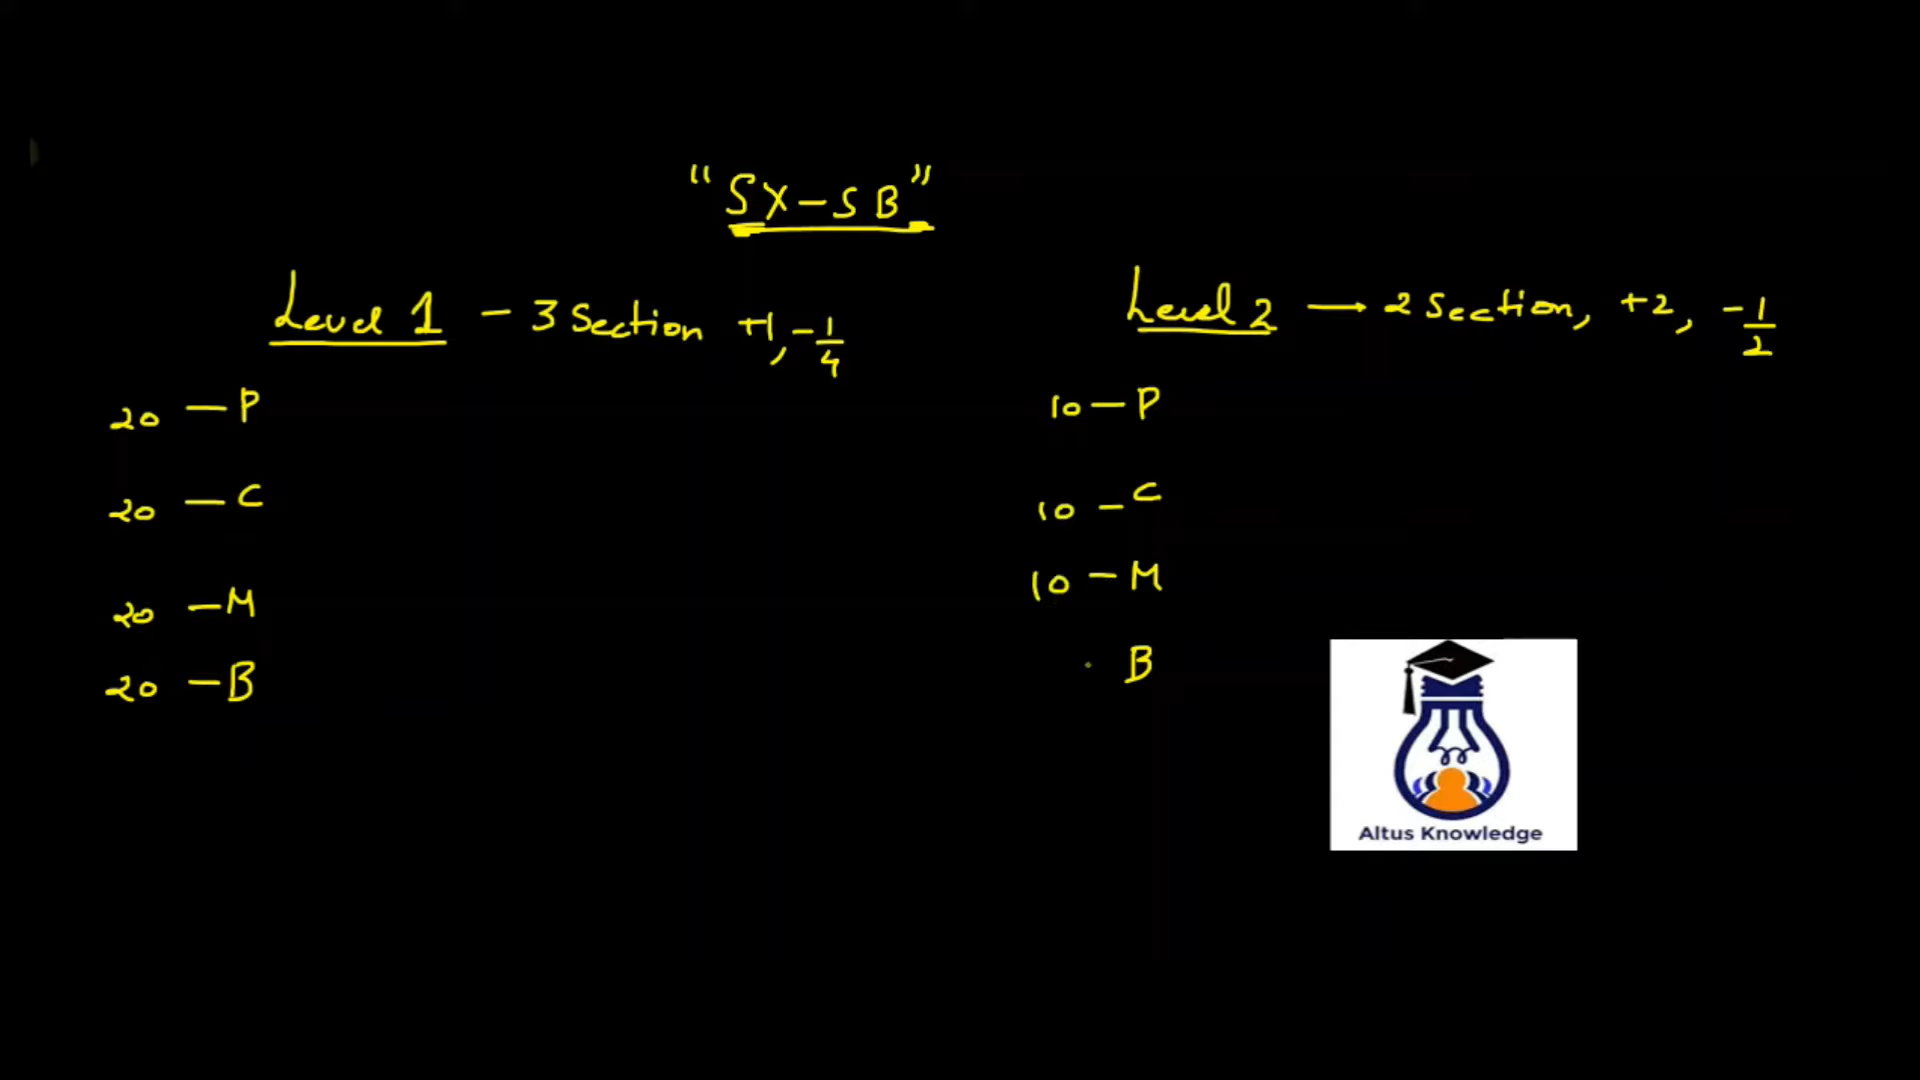 "SX-SB"
Level 1 - 3 Section +1, -1/4
20 - P
20 - C
20 - M
20 - B
Level 2 → 2 Section, +2, -1/2
10 - P
10 - C
10 - M
B
Altus Knowledge